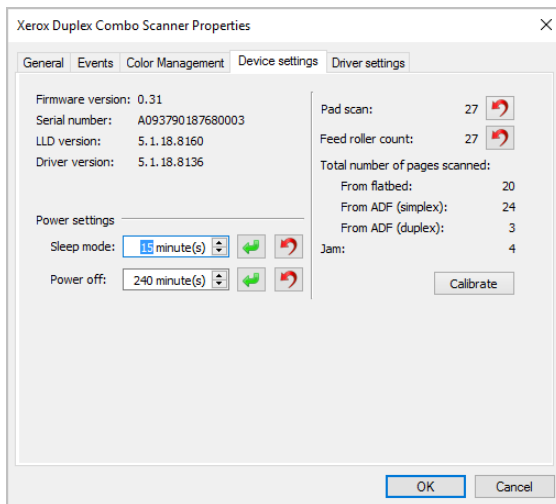 Xerox Duplex Combo Scanner Properties
General Events Color Management Device settings Driver settings
Firmware version: 0.31
Serial number: A093790187680003
LLD version: 5.1.18.8160
Driver version: 5.1.18.8136
Power settings
Sleep mode: 15 minute(s)
Power off: 240 minute(s)
Pad scan: 27
Feed roller count: 27
Total number of pages scanned:
From flatbed: 20
From ADF (simplex): 24
From ADF (duplex): 3
Jam: 4
Calibrate
OK Cancel